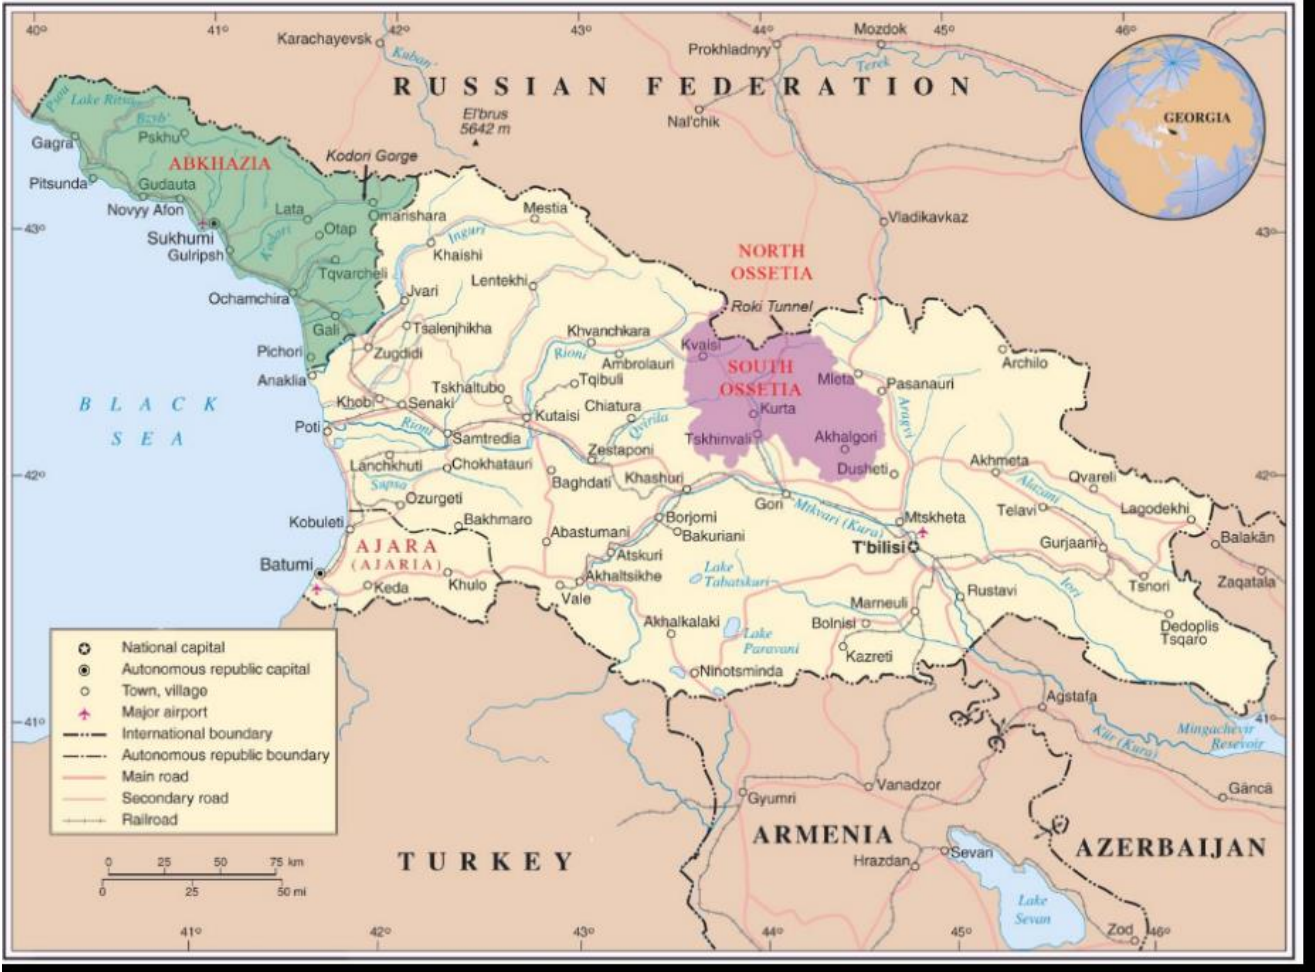 40°
41°
42°
43°
44°
45°
46°
Karachayevsk
Kuban'
Prokhladnyy
Mozdok
Terek
RUSSIAN FEDERATION
El'brus
5642 m
Nal'chik
GEORGIA
Psou
Lake Ritsa
Bzyb'
Pskhu
Gagra
ABKHAZIA
Kodori Gorge
Pitsunda
Gudauta
Novyy Afon
Lata
Omarishara
Mestia
Vladikavkaz
43°
43°
Sukhumi
Otap
Kodori
Inguri
Gulripsh
Khaishi
NORTH
OSSETIA
Tqvarcheli
Lentekhi
Ochamchira
Jvari
Roki Tunnel
Gali
Tsalenjhikha
Khvanchkara
Kvaisi
Pichori
Zugdidi
Rioni
Ambrolauri
SOUTH
OSSETIA
Archilo
Anaklia
Tskhaltubo
Tqibuli
Mleta
Pasanauri
BLACK
SEA
Khobi
Senaki
Kutaisi
Chiatura
Kurta
Aragvi
Poti
Rioni
Samtredia
Qvirila
Tskhinvali
Akhalgori
Lanchkhuti
Chokhatauri
Zestaponi
Dusheti
Akhmeta
42°
42°
Supsa
Baghdati
Khashuri
Qvareli
Ozurgeti
Gori
Mtkvari (Kura)
Alazani
Telavi
Lagodekhi
Kobuleti
Bakhmaro
Borjomi
Mtskheta
Abastumani
Bakuriani
T'bilisi
Gurjaani
Balakän
AJARA
(AJARIA)
Atskuri
Batumi
Keda
Khulo
Akhaltsikhe
Lake
Tabatskuri
Iori
Tsnori
Zaqatala
Vale
Rustavi
Marneuli
Akhalkalaki
Bolnisi
Dedoplis
Tsqaro
Lake
Paravani
Kazreti
Ninotsminda
National capital
Autonomous republic capital
Town, village
Major airport
International boundary
Autonomous republic boundary
Main road
Secondary road
Railroad
Agstafa
41°
41°
Kür (Kura)
Mingachevir
Resevoir
Gyumri
Vanadzor
Gäncä
TURKEY
ARMENIA
AZERBAIJAN
Hrazdan
Sevan
0 25 50 75 km
0 25 50 mi
Lake
Sevan
Zod
41°
42°
43°
44°
45°
46°